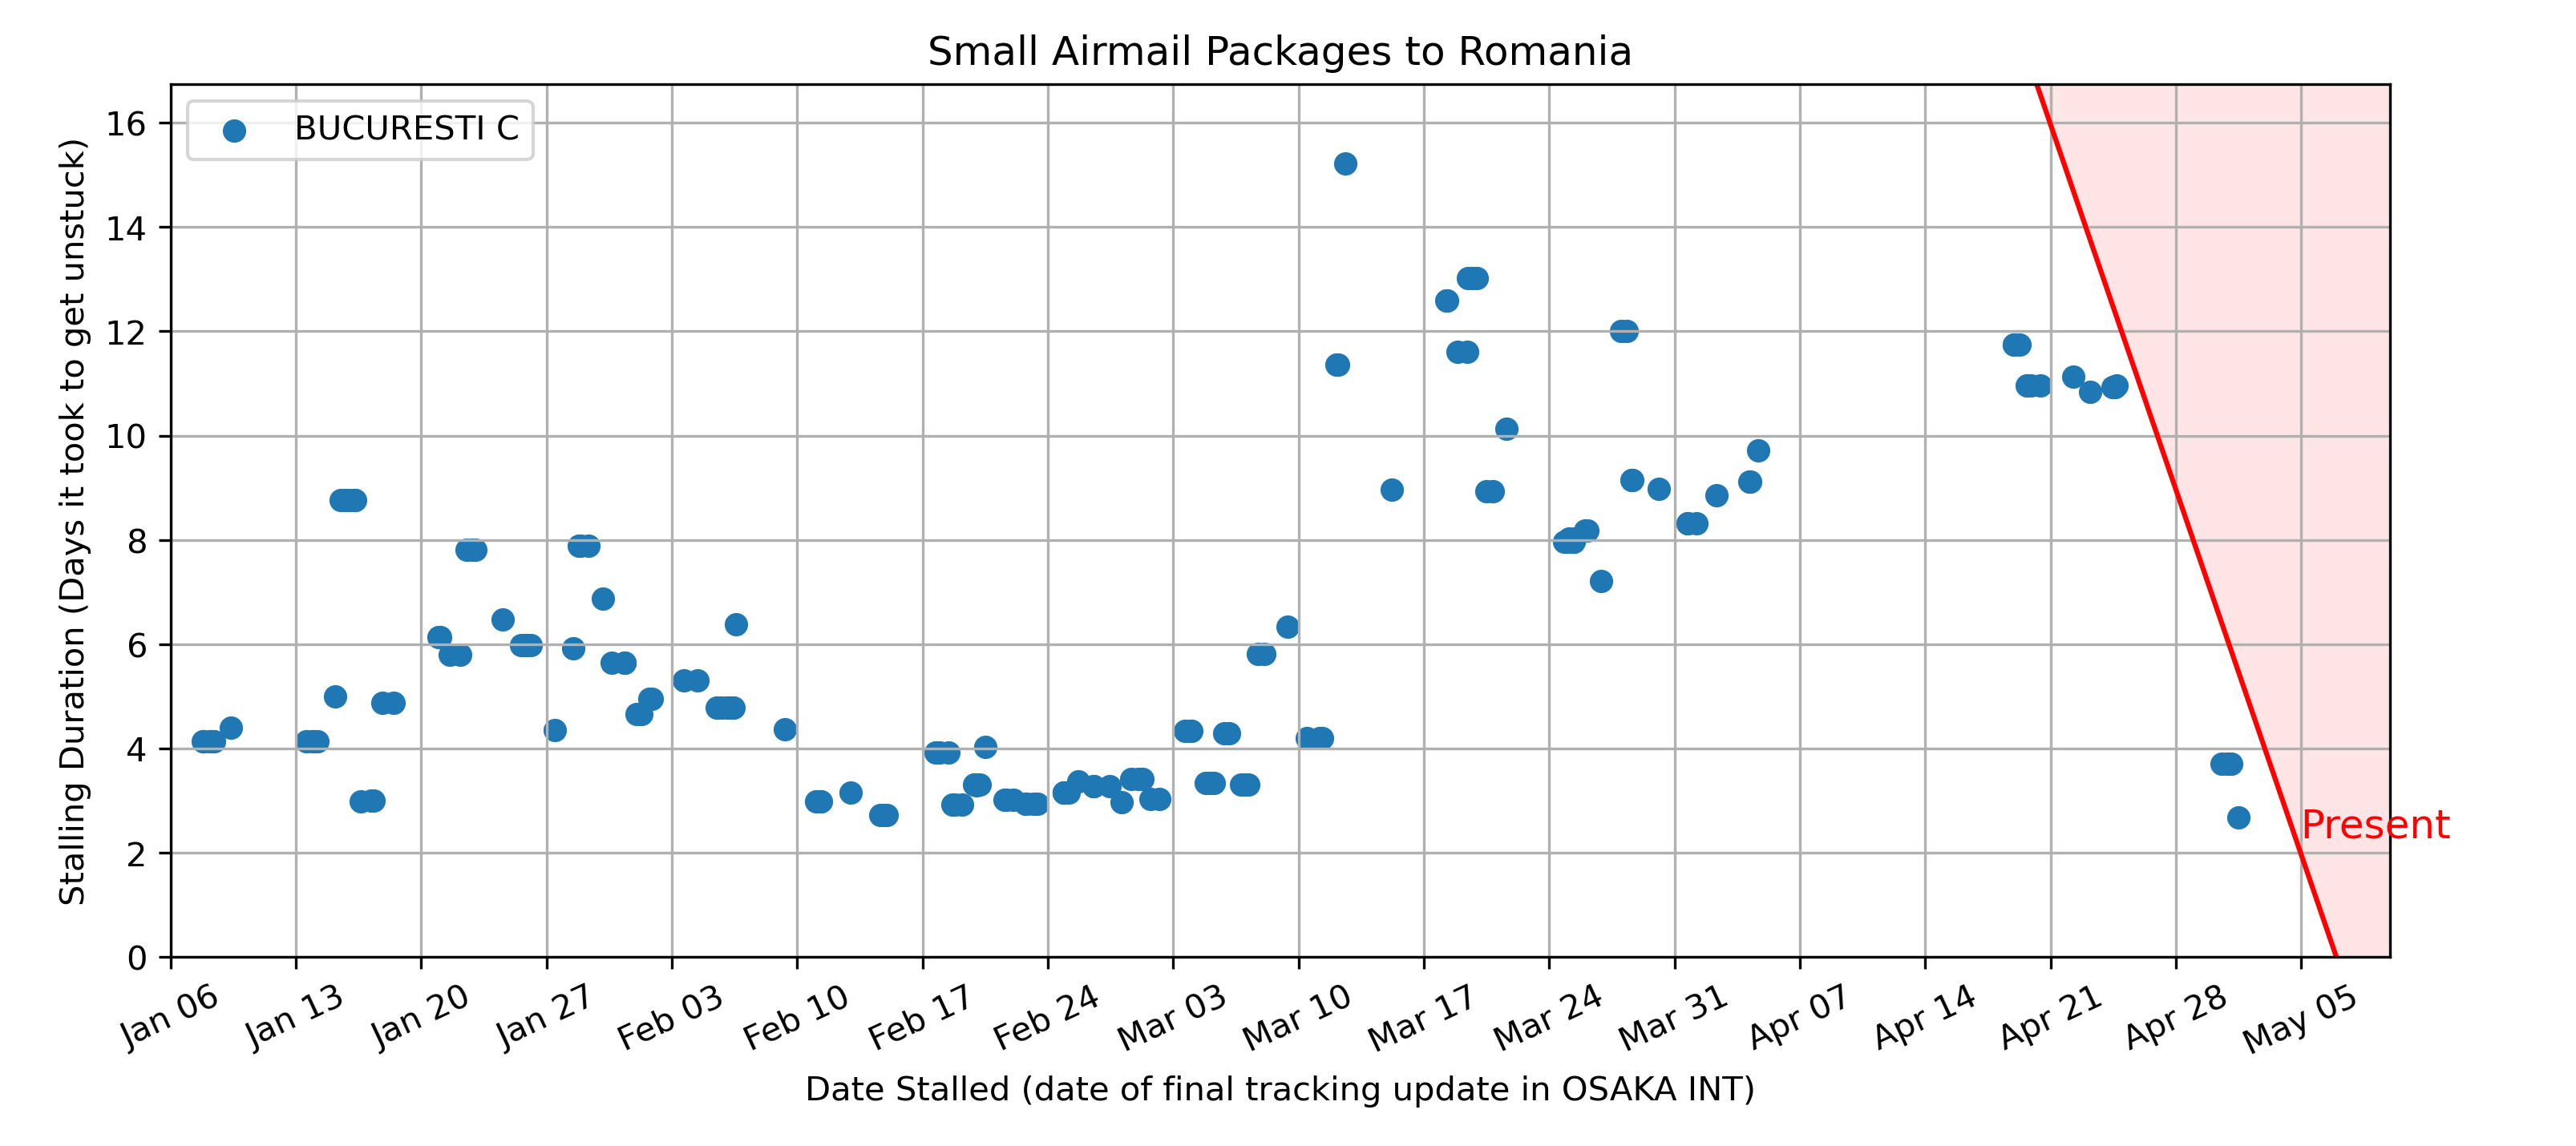 Small Airmail Packages to Romania
BUCURESTI C
Stalling Duration (Days it took to get unstuck)
16
14
12
10
8
6
4
2
0
Present
Jan 06
Jan 13
Jan 20
Jan 27
Feb 03
Feb 10
Feb 17
Feb 24
Mar 03
Mar 10
Mar 17
Mar 24
Mar 31
Apr 07
Apr 14
Apr 21
Apr 28
May 05
Date Stalled (date of final tracking update in OSAKA INT)